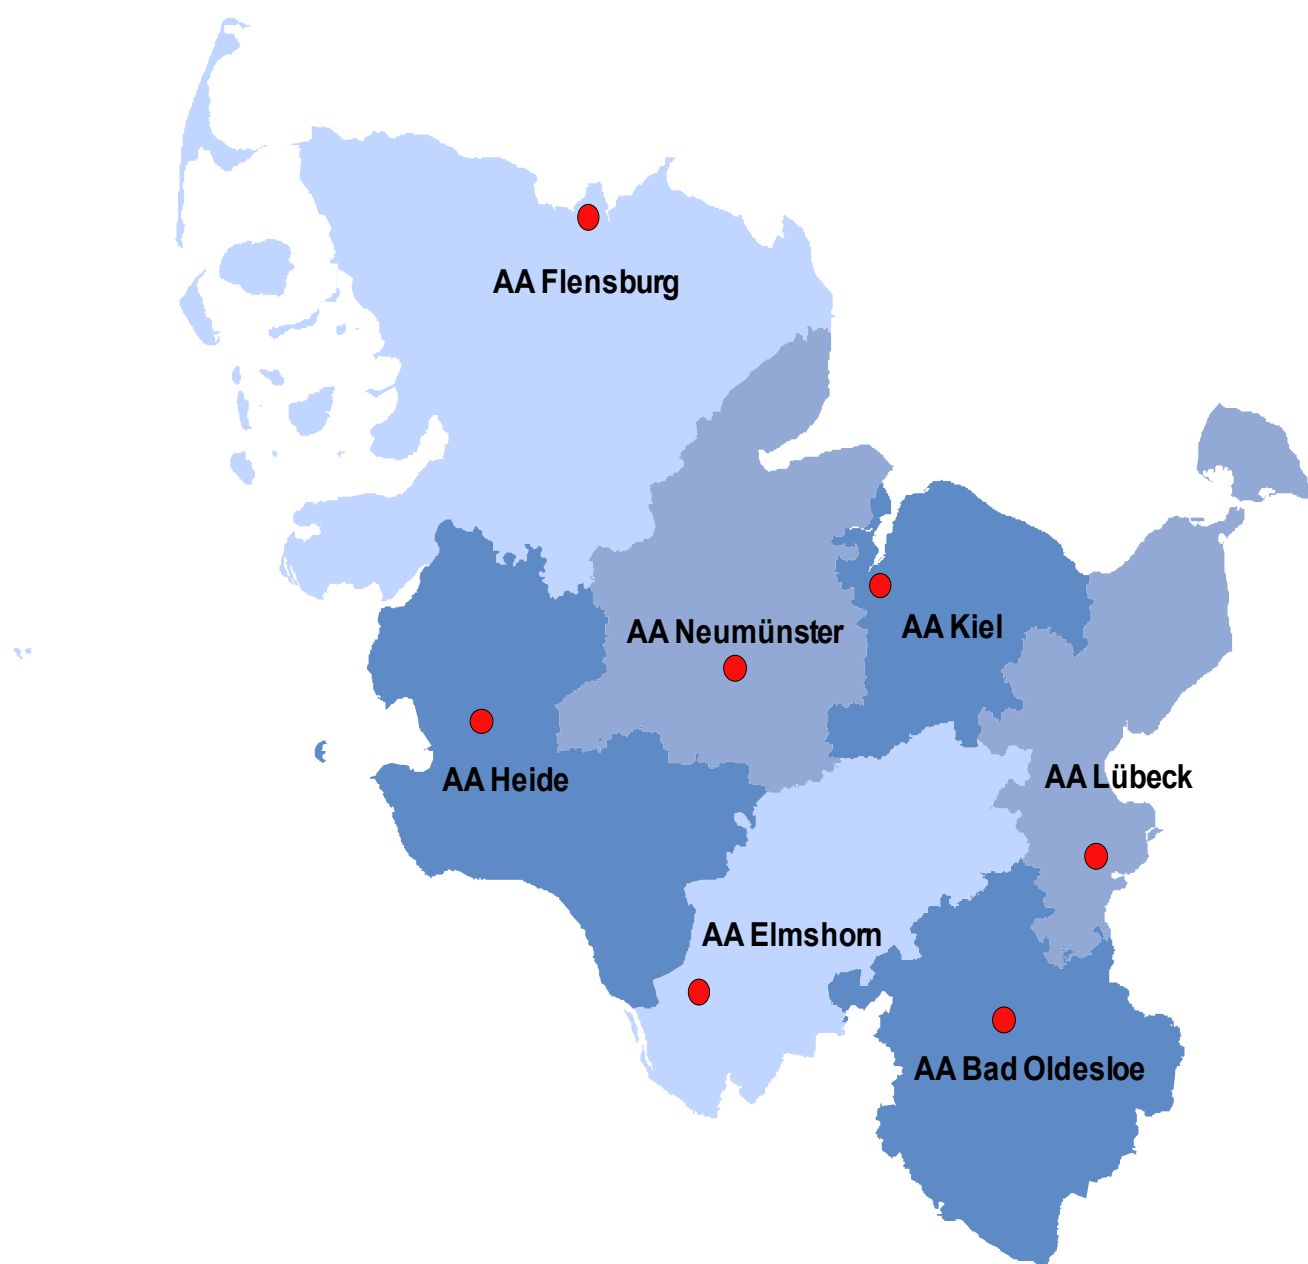 AA Flensburg
AA Neumünster
AA Kiel
AA Heide
AA Lübeck
AA Elmshorn
AA Bad Oldesloe